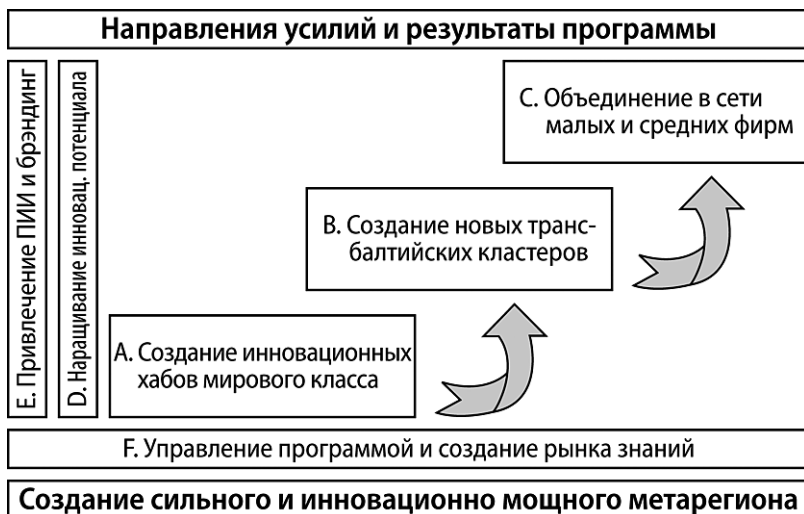 Направления усилий и результаты программы
E. Привлечение ПИИ и брэндинг
D. Наращивание инновац. потенциала
C. Объединение в сети
малых и средних фирм
B. Создание новых транс-
балтийских кластеров
A. Создание инновационных
хабов мирового класса
F. Управление программой и создание рынка знаний
Создание сильного и инновационно мощного метарегиона